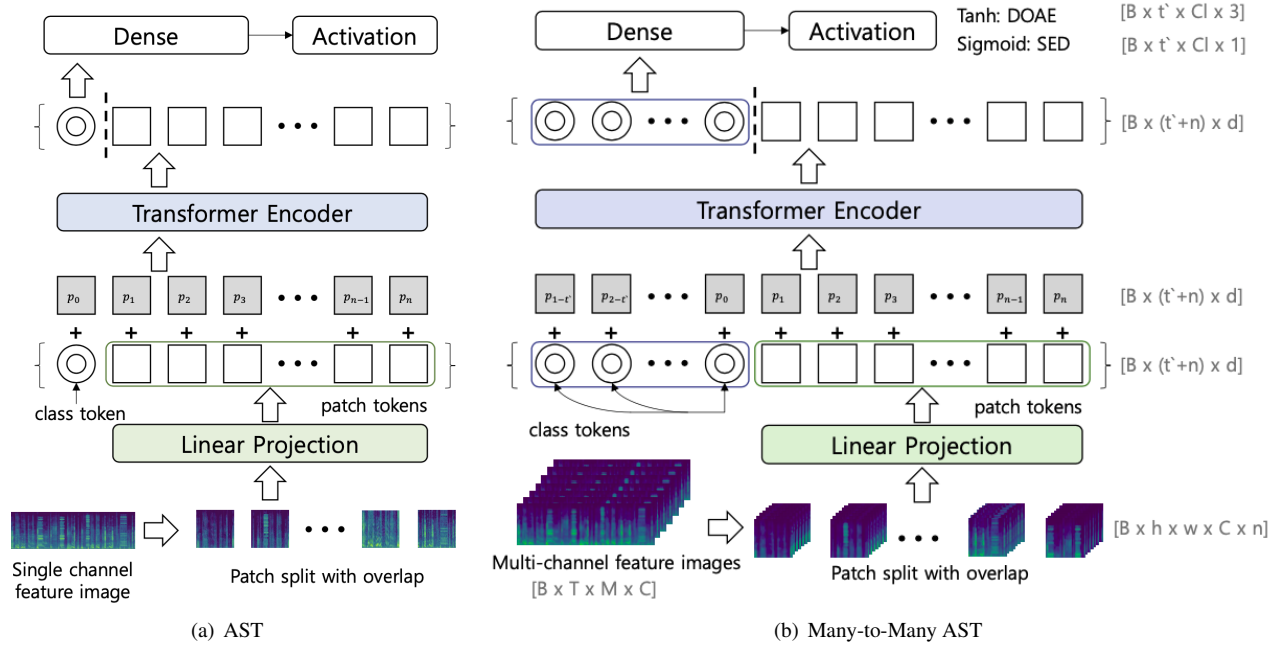 Dense
Activation
Transformer Encoder
p0 p1 p2 p3 ••• pn−1 pn
+ + + + + +
class token
patch tokens
Linear Projection
Single channel
feature image
Patch split with overlap
(a) AST
Dense
Activation
Tanh: DOAE
Sigmoid: SED
[B x t` x Cl x 3]
[B x t` x Cl x 1]
[B x (t`+n) x d]
Transformer Encoder
p1−t` p2−t` ••• p0 p1 p2 p3 ••• pn−1 pn
[B x (t`+n) x d]
+ + + + + + + +
[B x (t`+n) x d]
class tokens
patch tokens
Linear Projection
Multi-channel feature images
[B x T x M x C]
Patch split with overlap
[B x h x w x C x n]
(b) Many-to-Many AST